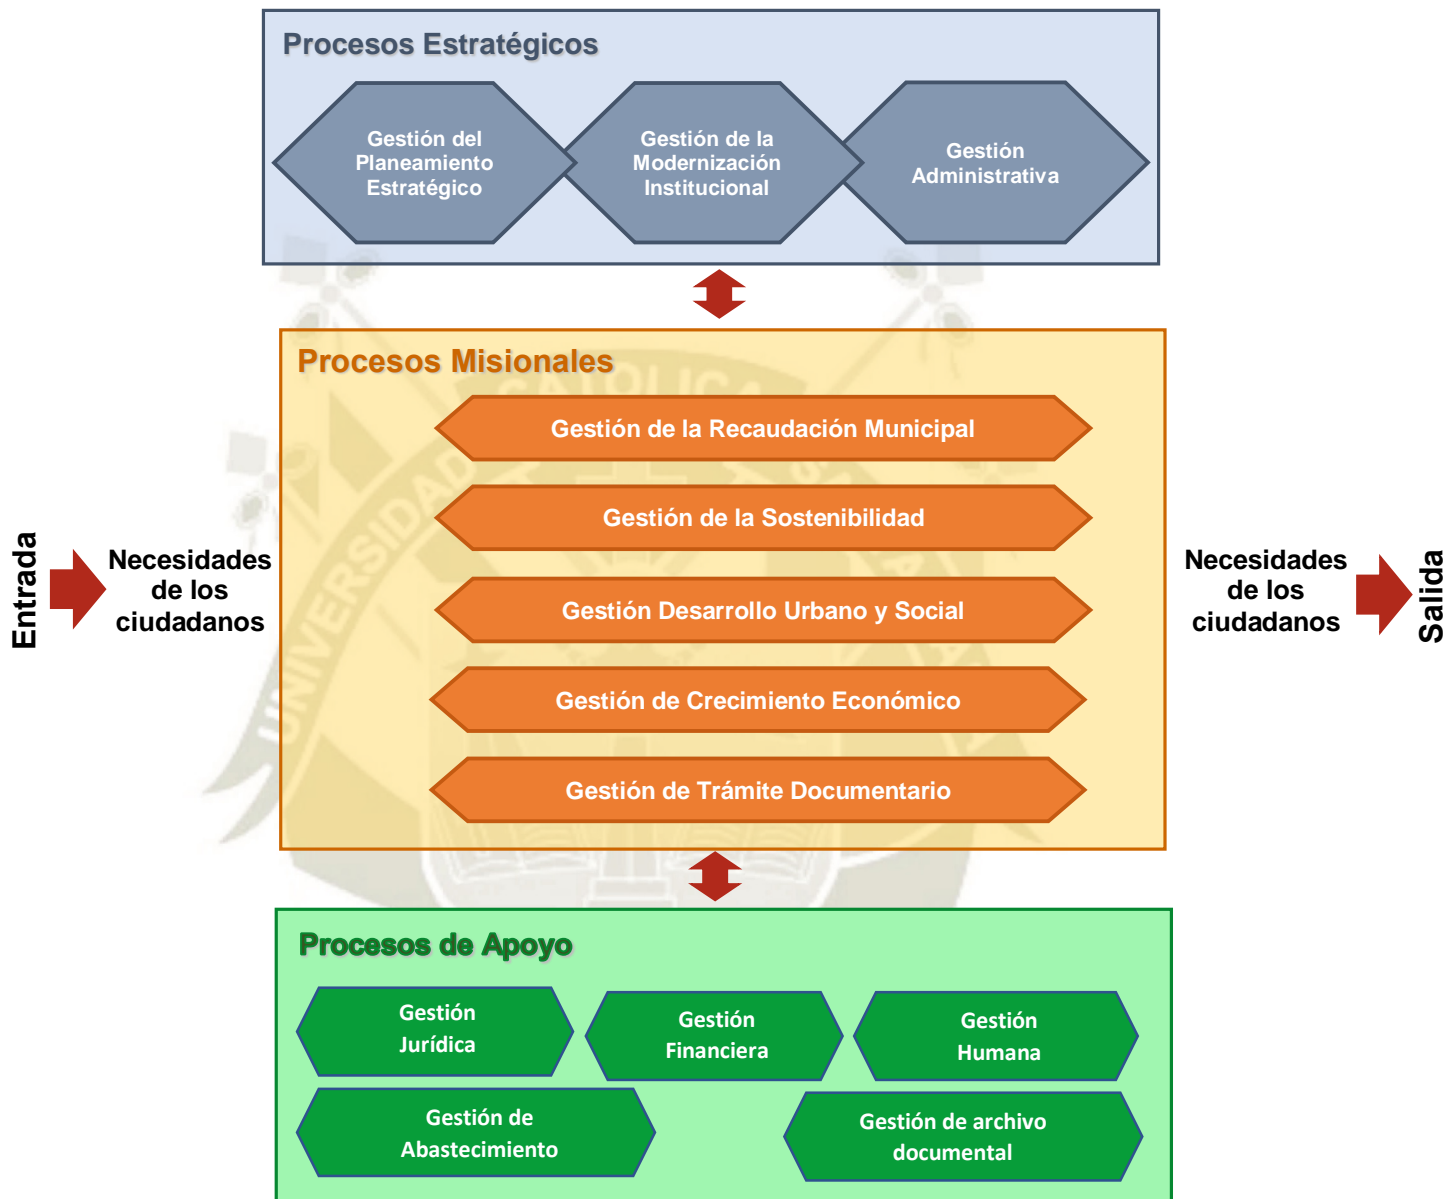 Procesos Estratégicos
Gestión del
Planeamiento
Estratégico
Gestión de la
Modernización
Institucional
Gestión
Administrativa
Procesos Misionales
Gestión de la Recaudación Municipal
Gestión de la Sostenibilidad
Gestión Desarrollo Urbano y Social
Gestión de Crecimiento Económico
Gestión de Trámite Documentario
Entrada
Necesidades
de los
ciudadanos
Necesidades
de los
ciudadanos
Salida
Procesos de Apoyo
Gestión
Jurídica
Gestión
Financiera
Gestión
Humana
Gestión de
Abastecimiento
Gestión de archivo
documental
UNIVERSIDAD CATOLICA